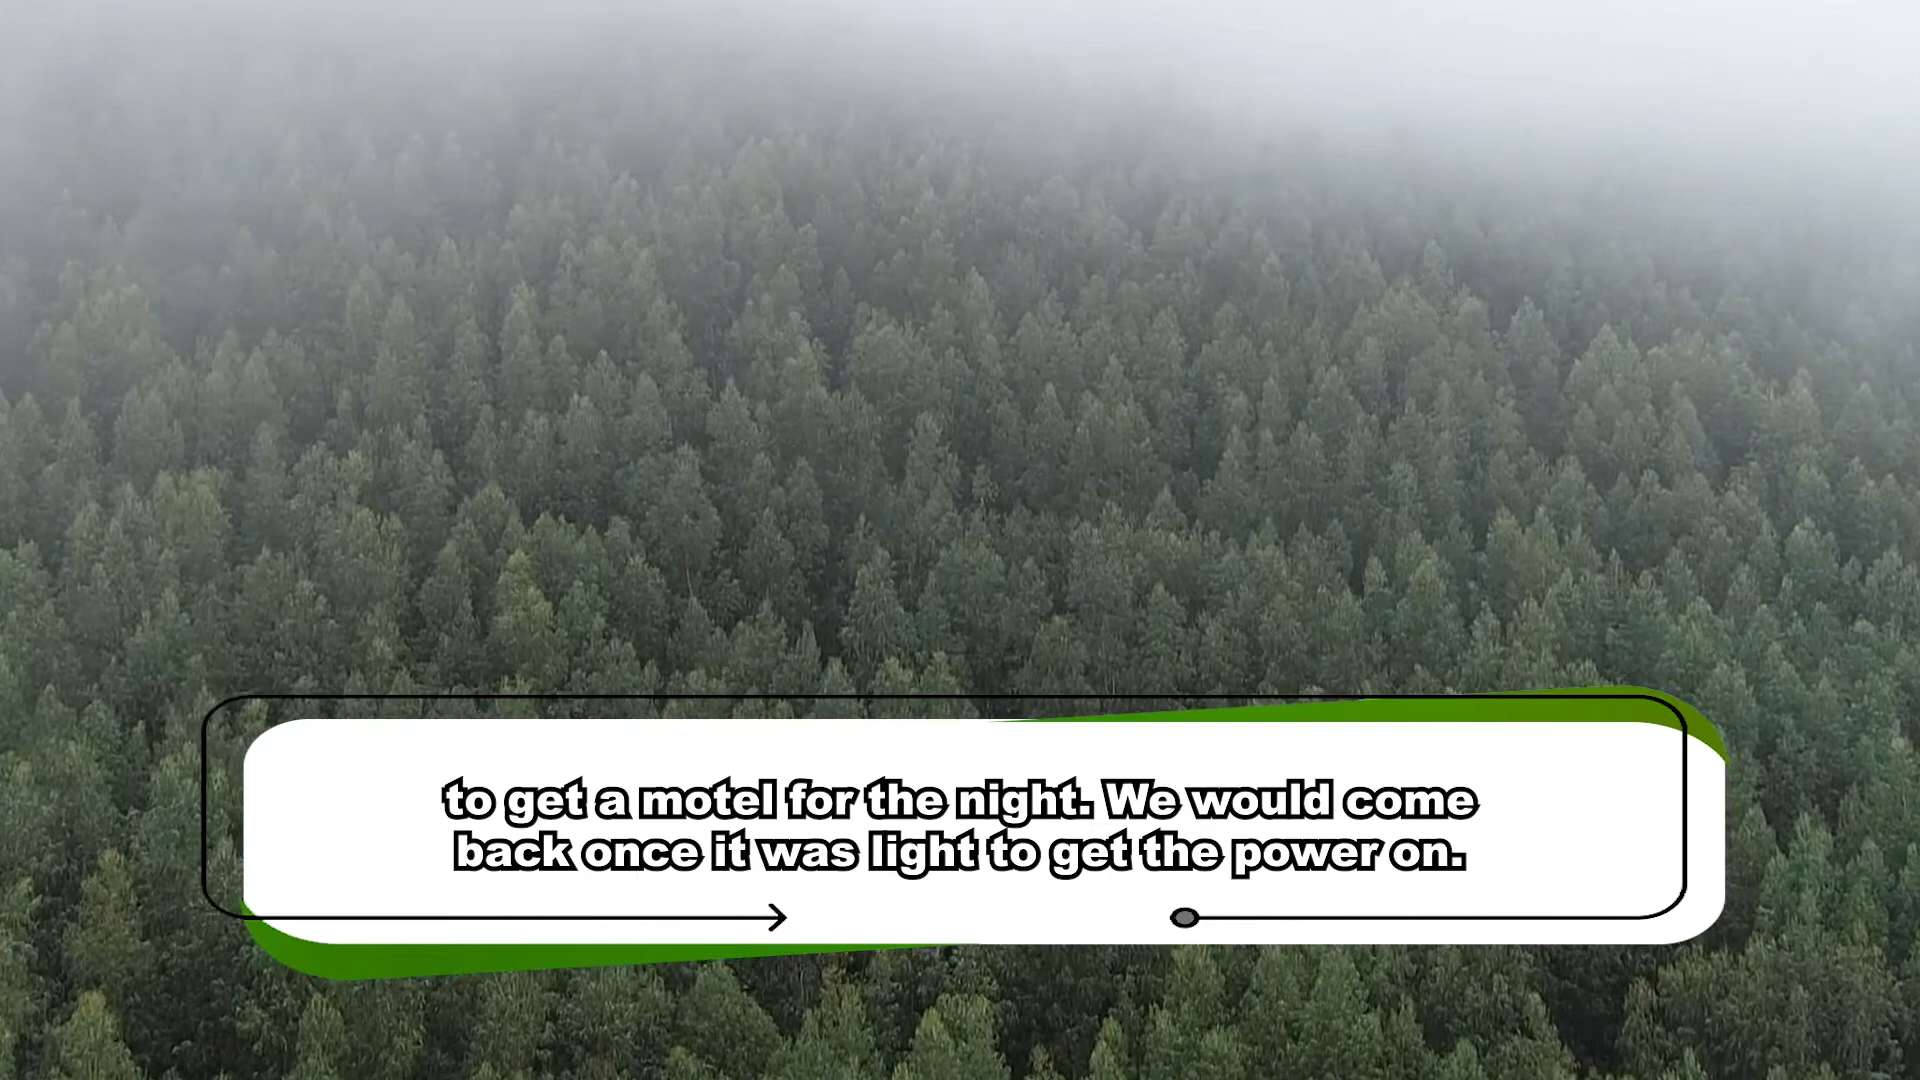 to get a motel for the night. We would come
back once it was light to get the power on.